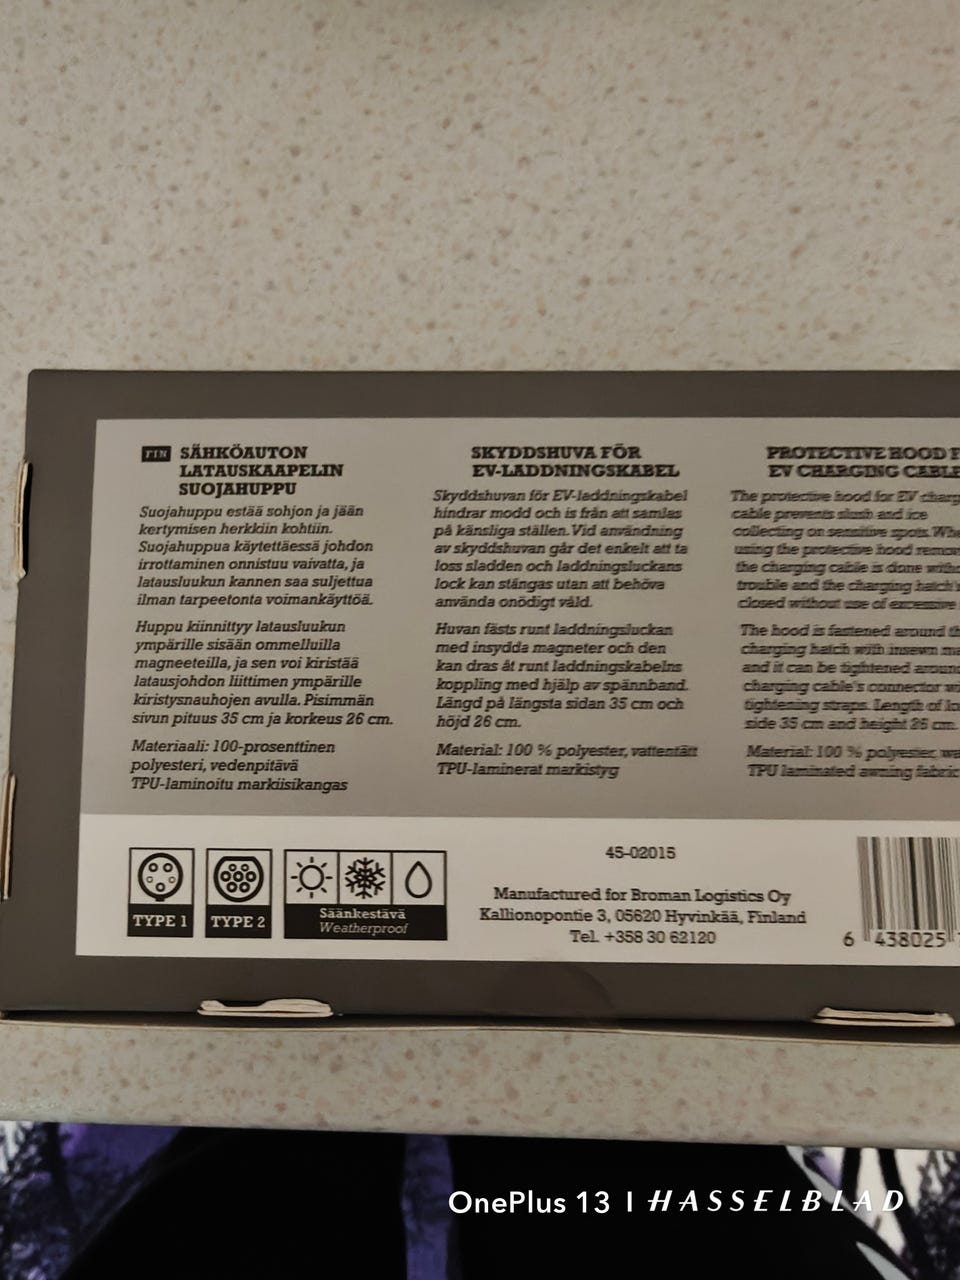 FIN SÄHKÖAUTON
LATAUSKAAPELIN
SUOJAHUPPU
Suojahuppu estää sohjon ja jään
kertymisen herkkiin kohtiin.
Suojahuppua käytettäessä johdon
irrottaminen onnistuu vaivatta, ja
latausluukun kannen saa suljettua
ilman tarpeetonta voimankäyttöä.
Huppu kiinnittyy latausluukun
ympärille sisään ommelluilla
magneeteilla, ja sen voi kiristää
latausjohdon liittimen ympärille
kiristysnauhojen avulla. Pisimmän
sivun pituus 35 cm ja korkeus 26 cm.
Materiaali: 100-prosenttinen
polyesteri, vedenpitävä
TPU-laminoitu markiisikangas
SKYDDSHUVA FÖR
EV-LADDNINGSKABEL
Skyddshuvan för EV-laddningskabel
hindrar modd och is från att samlas
på känsliga ställen. Vid användning
av skyddshuvan går det enkelt att ta
loss sladden och laddningsluckans
lock kan stängas utan att behöva
använda onödigt våld.
Huvan fästs runt laddningsluckan
med insydda magneter och den
kan dras åt runt laddningskabelns
koppling med hjälp av spännband.
Längd på längsta sidan 35 cm och
höjd 26 cm.
Material: 100 % polyester, vattentätt
TPU-laminerat markistyg
PROTECTIVE HOOD
EV CHARGING CABLE
The protective hood for EV
cable prevents slush and ice
collecting on sensitive spots.
using the protective hood
the charging cable is done
trouble and the charging hatch's
closed without use of excessive
The hood is fastened around
charging hatch with insewn
and it can be tightened around
charging cable's connector
tightening straps. Length of
side 35 cm and height 26 cm.
Material: 100 % polyester,
TPU laminated awning fabric
TYPE 1
TYPE 2
Säänkestävä
Weatherproof
45-02015
Manufactured for Broman Logistics Oy
Kallionopontie 3, 05620 Hyvinkää, Finland
Tel. +358 30 62120
6 438025
OnePlus 13 | HASSELBLAD